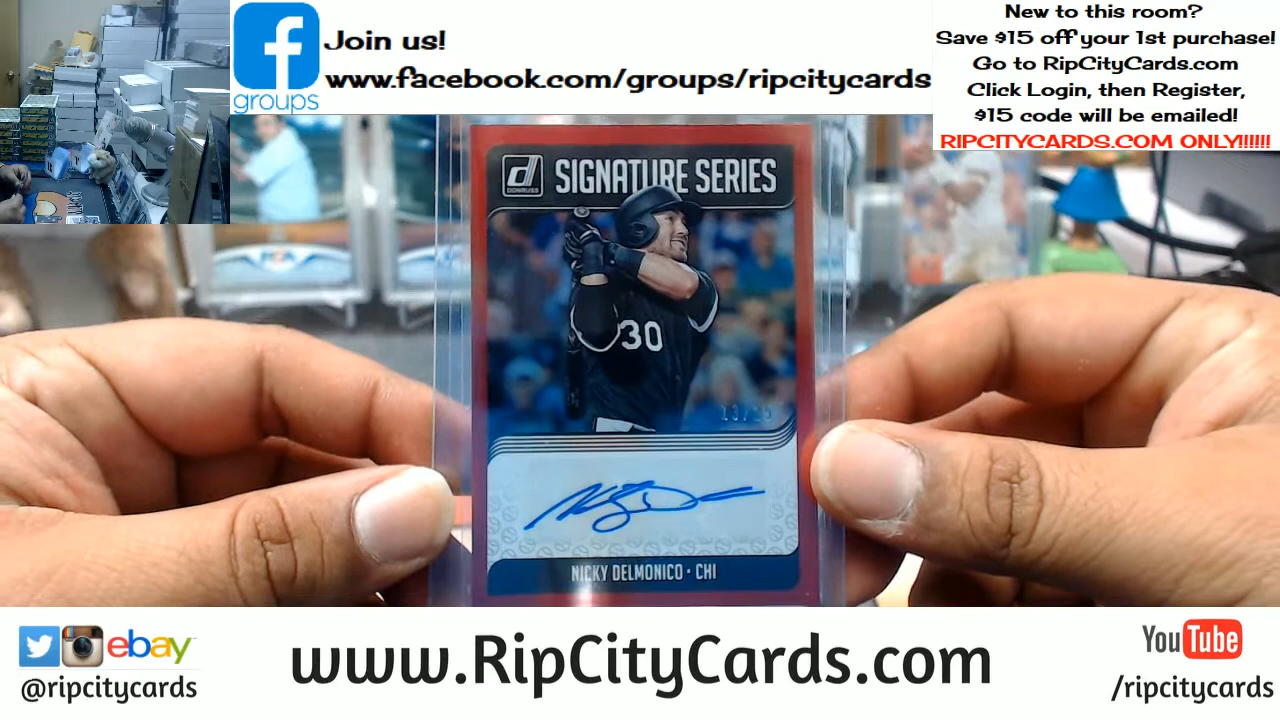 groups
Join us!
www.facebook.com/groups/ripcitycards
New to this room?
Save $15 off your 1st purchase!
Go to RipCityCards.com
Click Login, then Register,
$15 code will be emailed!
RIPCITYCARDS.COM ONLY!!!!!!
DONRUSS
SIGNATURE SERIES
30
NICKY DELMONICO · CHI
ebay
@ripcitycards
www.RipCityCards.com
YouTube
/ripcitycards